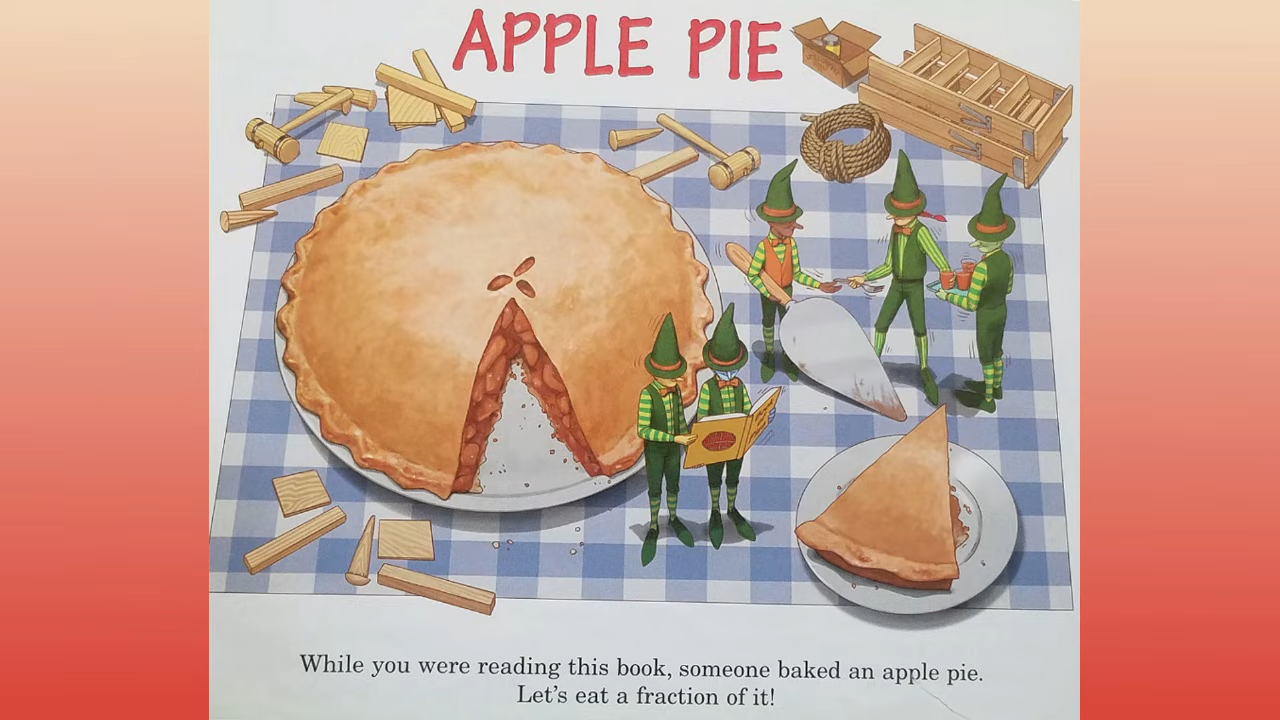 APPLE PIE
While you were reading this book, someone baked an apple pie.
Let's eat a fraction of it!